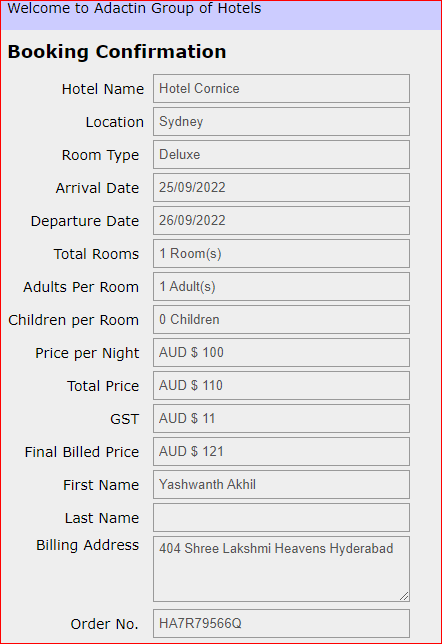 Welcome to Adactin Group of Hotels
Booking Confirmation
Hotel Name Hotel Cornice
Location Sydney
Room Type Deluxe
Arrival Date 25/09/2022
Departure Date 26/09/2022
Total Rooms 1 Room(s)
Adults Per Room 1 Adult(s)
Children per Room 0 Children
Price per Night AUD $ 100
Total Price AUD $ 110
GST AUD $ 11
Final Billed Price AUD $ 121
First Name Yashwanth Akhil
Last Name
Billing Address 404 Shree Lakshmi Heavens Hyderabad
Order No. HA7R79566Q